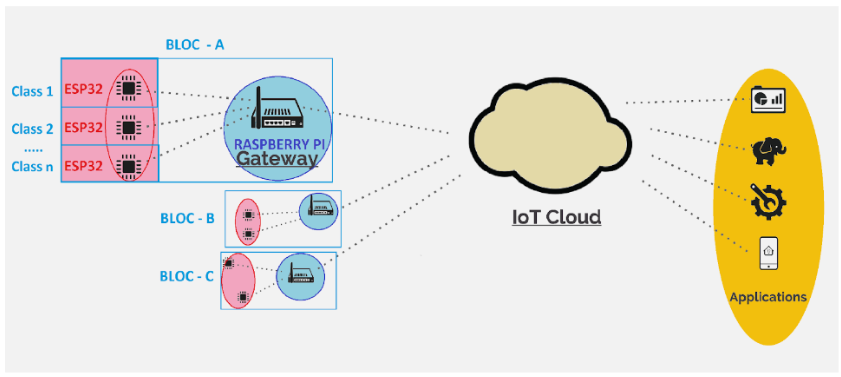 BLOC - A
Class 1 ESP32
Class 2 ESP32
.....
Class n ESP32
RASPBERRY PI
Gateway
BLOC - B
BLOC - C
IoT Cloud
Applications